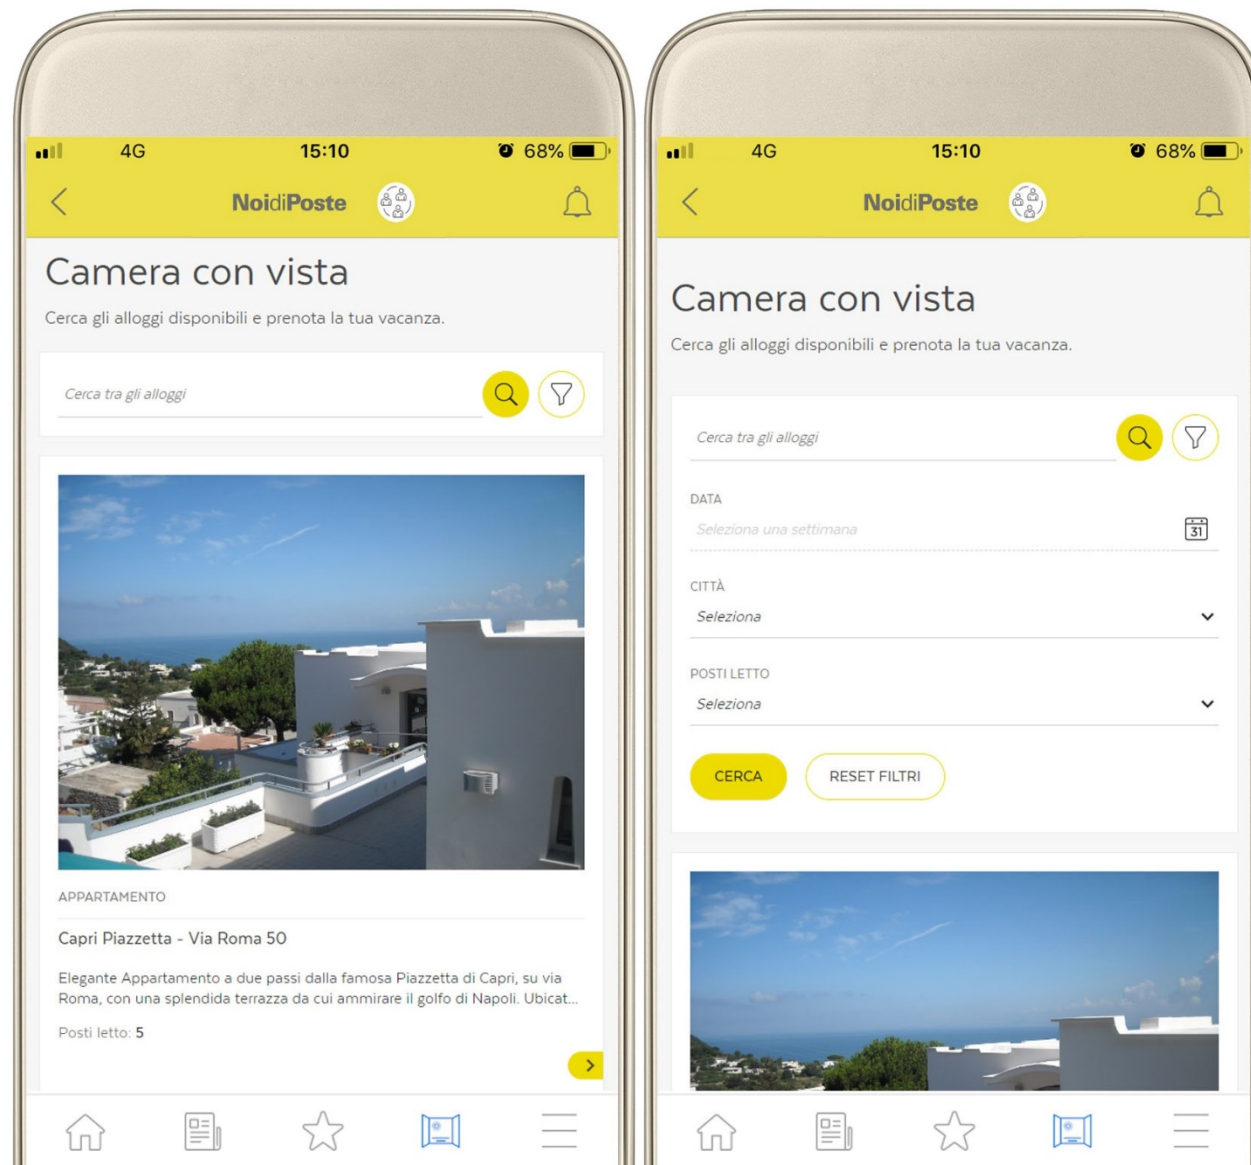 4G 15:10 68%
NoidiPoste
Camera con vista
Cerca gli alloggi disponibili e prenota la tua vacanza.
Cerca tra gli alloggi
APPARTAMENTO
Capri Piazzetta - Via Roma 50
Elegante Appartamento a due passi dalla famosa Piazzetta di Capri, su via
Roma, con una splendida terrazza da cui ammirare il golfo di Napoli. Ubicat...
Posti letto: 5
4G 15:10 68%
NoidiPoste
Camera con vista
Cerca gli alloggi disponibili e prenota la tua vacanza.
Cerca tra gli alloggi
DATA
Seleziona una settimana
31
CITTÀ
Seleziona
POSTI LETTO
Seleziona
CERCA RESET FILTRI